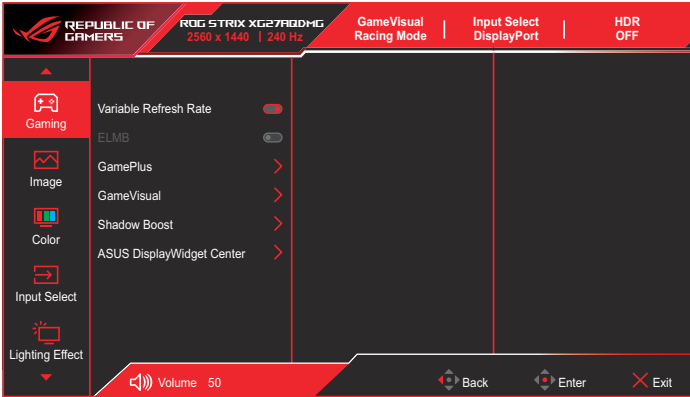 REPUBLIC OF
GAMERS
ROG STRIX XG27AQDMG
2560 x 1440 | 240 Hz
GameVisual
Racing Mode
Input Select
DisplayPort
HDR
OFF
Gaming
Image
Color
Input Select
Lighting Effect
Variable Refresh Rate
ELMB
GamePlus
GameVisual
Shadow Boost
ASUS DisplayWidget Center
Volume 50
Back
Enter
Exit